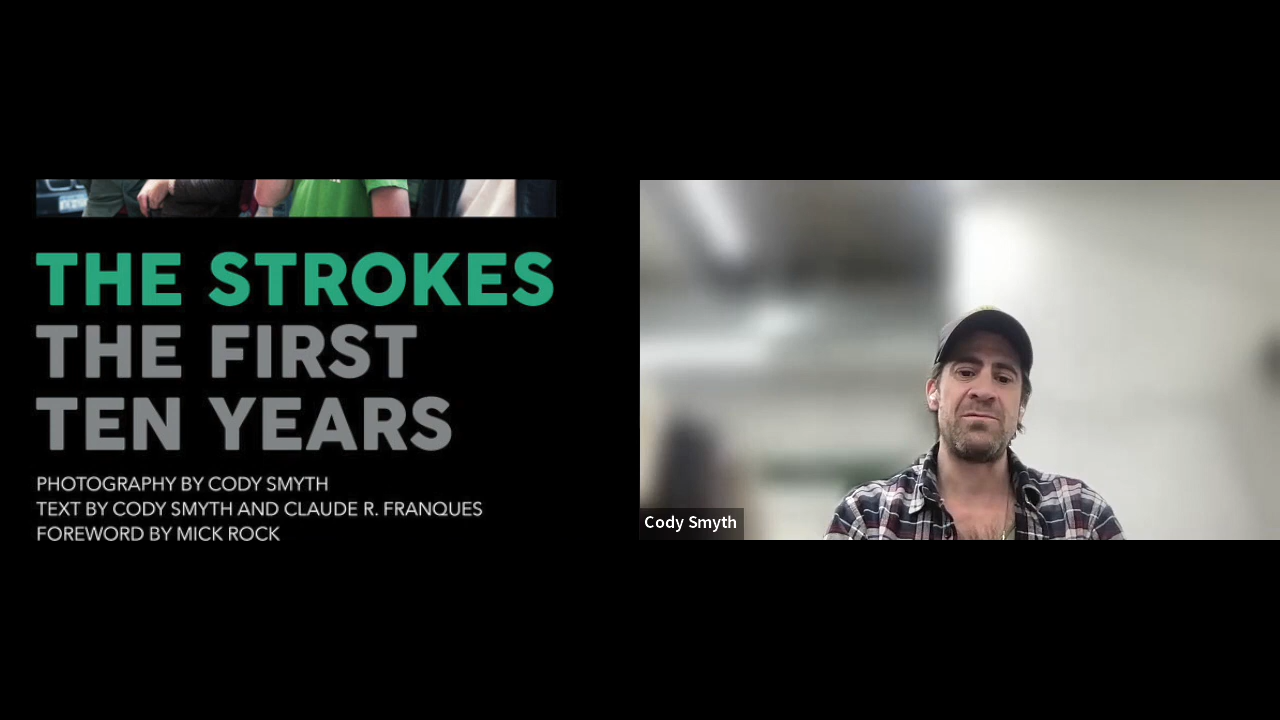 THE STROKES
THE FIRST
TEN YEARS
PHOTOGRAPHY BY CODY SMYTH
TEXT BY CODY SMYTH AND CLAUDE R. FRANQUES
FOREWORD BY MICK ROCK
Cody Smyth